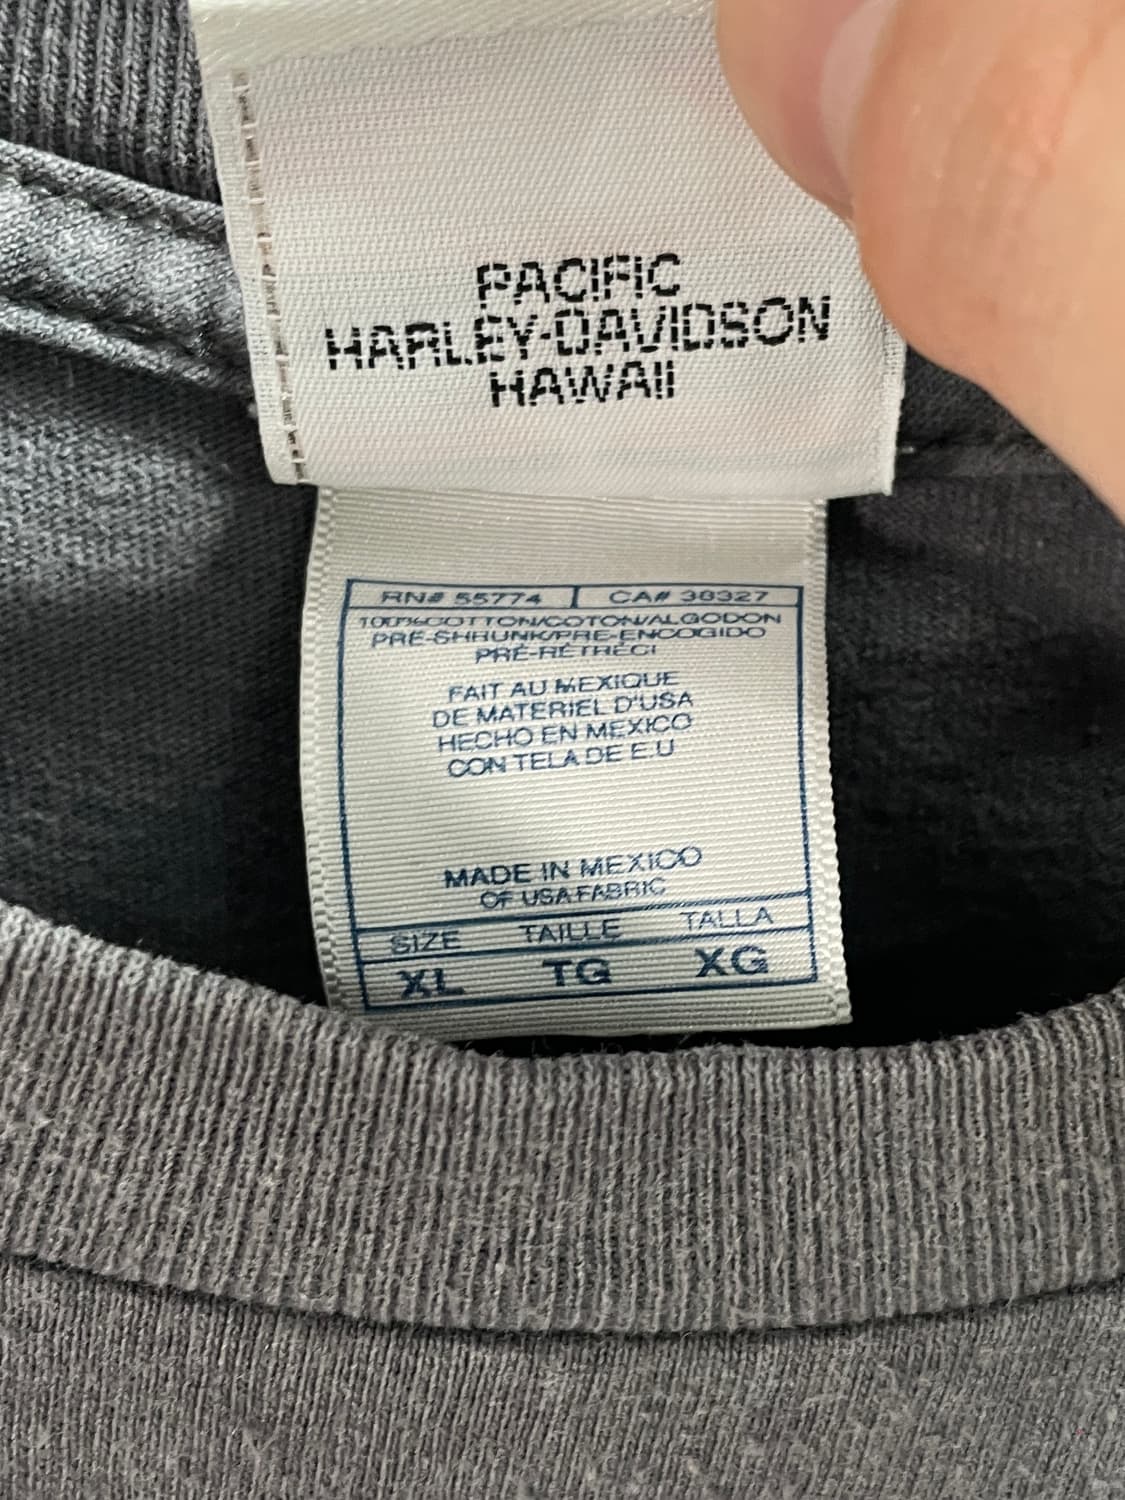 PACIFIC
HARLEY-DAVIDSON
HAWAII
RN# 55774 CA# 38327
100%COTTON/COTON/ALGODON
PRE-SHRUNK/PRE-ENCOGIDO
PRÉ-RÉTRÉCI
FAIT AU MEXIQUE
DE MATERIEL D'USA
HECHO EN MEXICO
CON TELA DE E.U
MADE IN MEXICO
OF USA FABRIC
SIZE TAILLE TALLA
XL TG XG